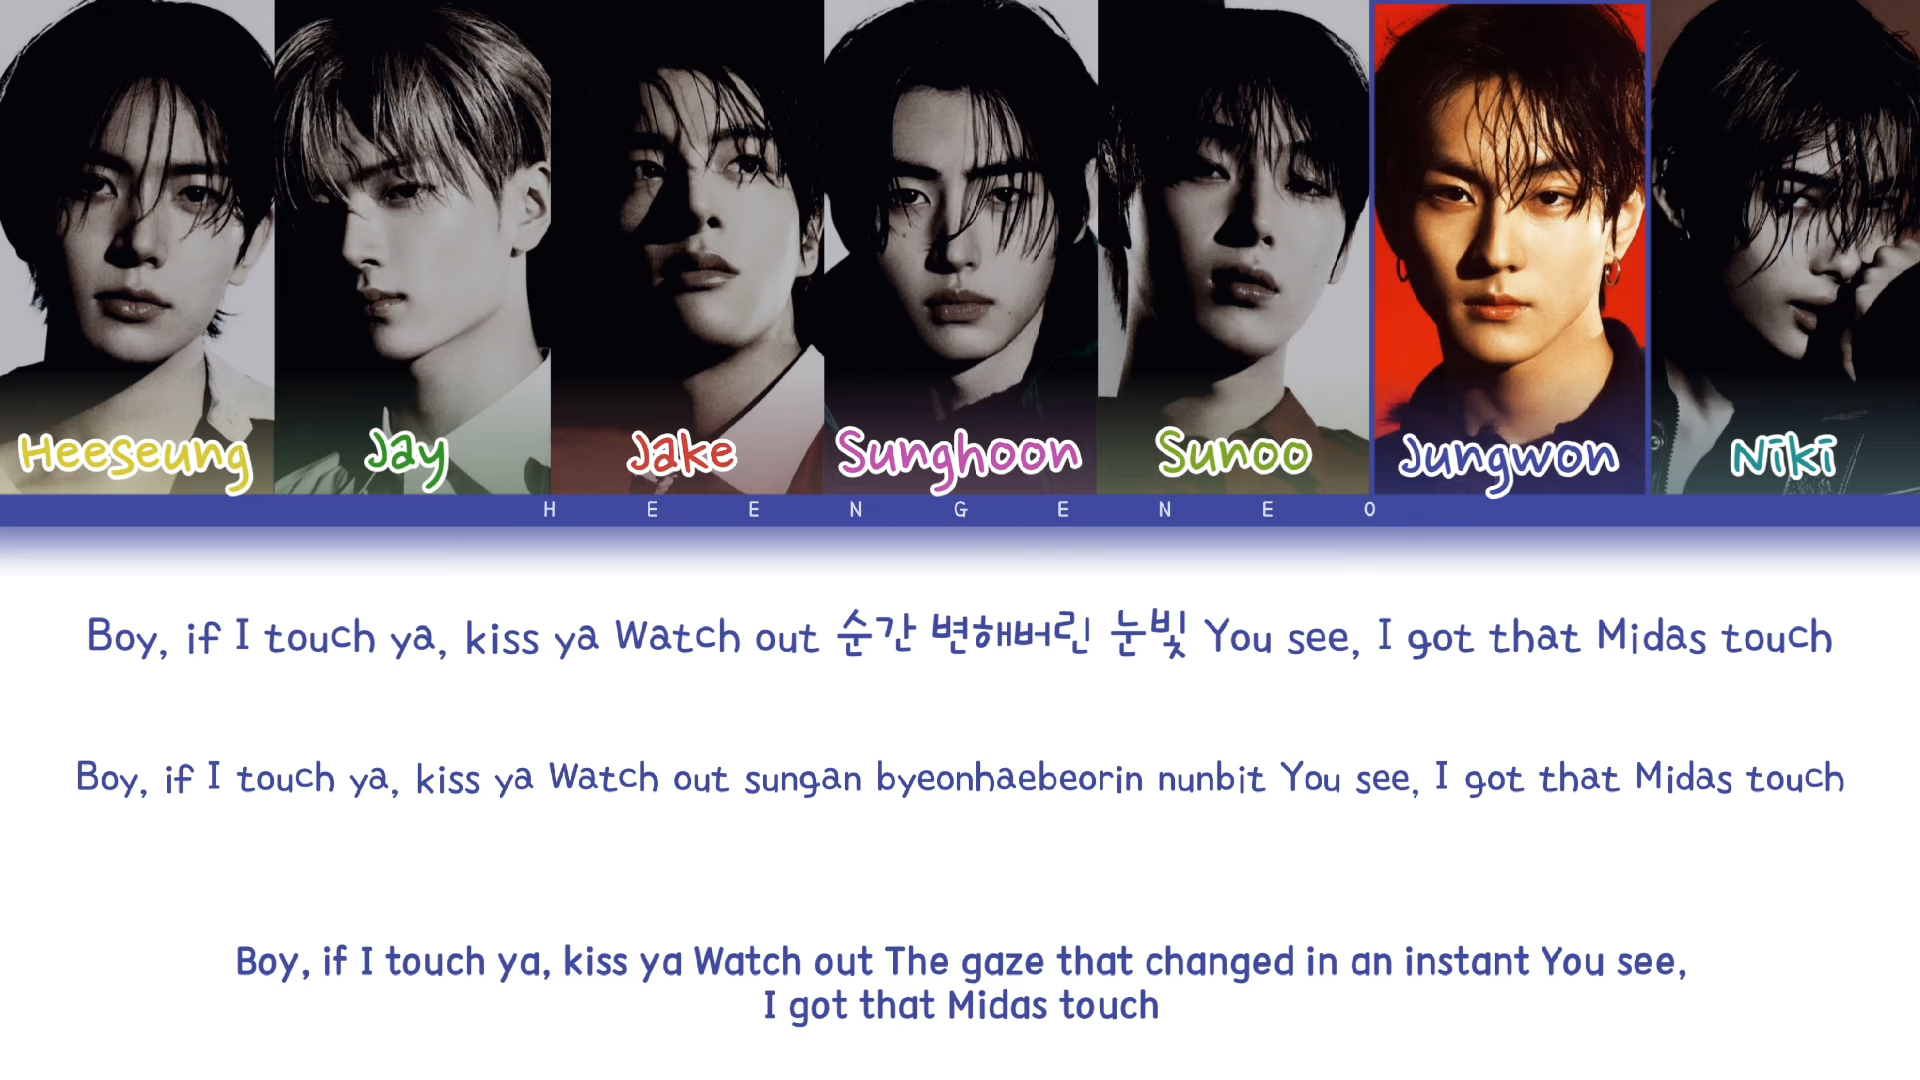 Heeseung Jay Jake Sunghoon Sunoo Jungwon Niki
HEENGENEO
Boy, if I touch ya, kiss ya Watch out 순간 변해버린 눈빛 You see, I got that Midas touch
Boy, if I touch ya, kiss ya Watch out sungan byeonhaebeorin nunbit You see, I got that Midas touch
Boy, if I touch ya, kiss ya Watch out The gaze that changed in an instant You see,
I got that Midas touch